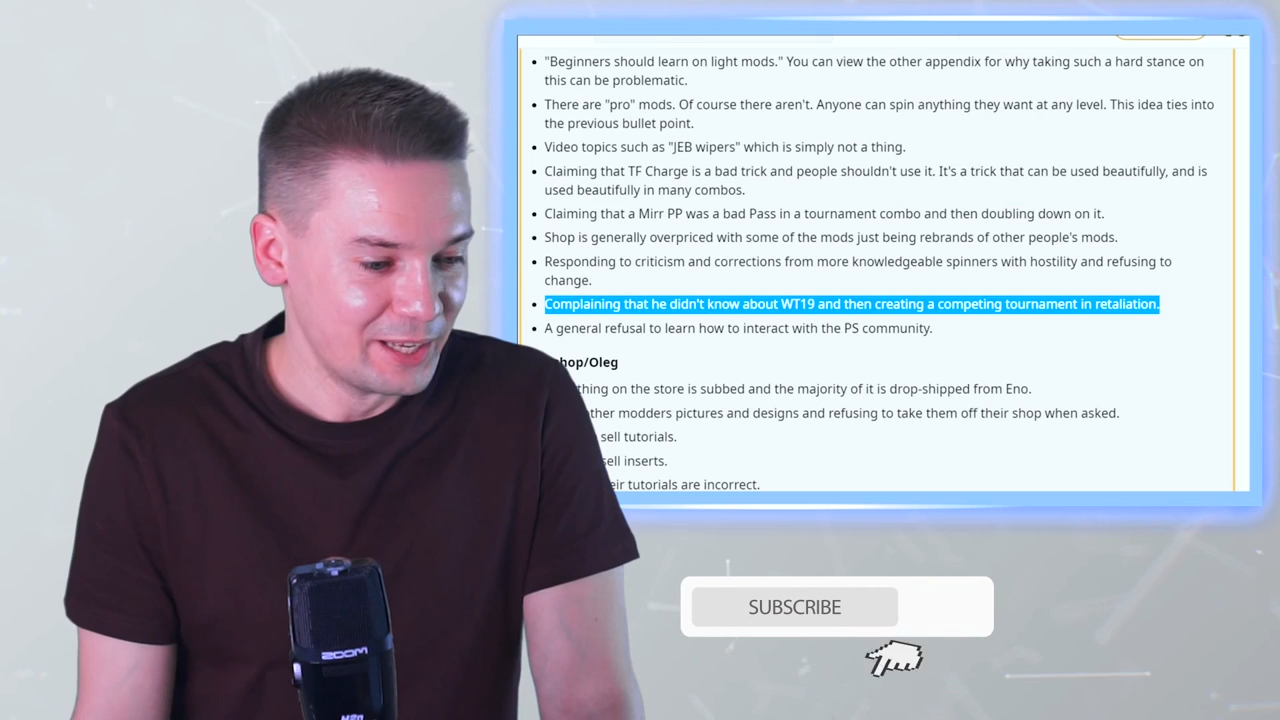 "Beginners should learn on light mods." You can view the other appendix for why taking such a hard stance on
this can be problematic.
There are "pro" mods. Of course there aren't. Anyone can spin anything they want at any level. This idea ties into
the previous bullet point.
Video topics such as "JEB wipers" which is simply not a thing.
Claiming that TF Charge is a bad trick and people shouldn't use it. It's a trick that can be used beautifully, and is
used beautifully in many combos.
Claiming that a Mirr PP was a bad Pass in a tournament combo and then doubling down on it.
Shop is generally overpriced with some of the mods just being rebrands of other people's mods.
Responding to criticism and corrections from more knowledgeable spinners with hostility and refusing to
change.
Complaining that he didn't know about WT19 and then creating a competing tournament in retaliation.
A general refusal to learn how to interact with the PS community.
hop/Oleg
thing on the store is subbed and the majority of it is drop-shipped from Eno.
ther modders pictures and designs and refusing to take them off their shop when asked.
sell tutorials.
sell inserts.
eir tutorials are incorrect.
SUBSCRIBE
ZOOM
H2n